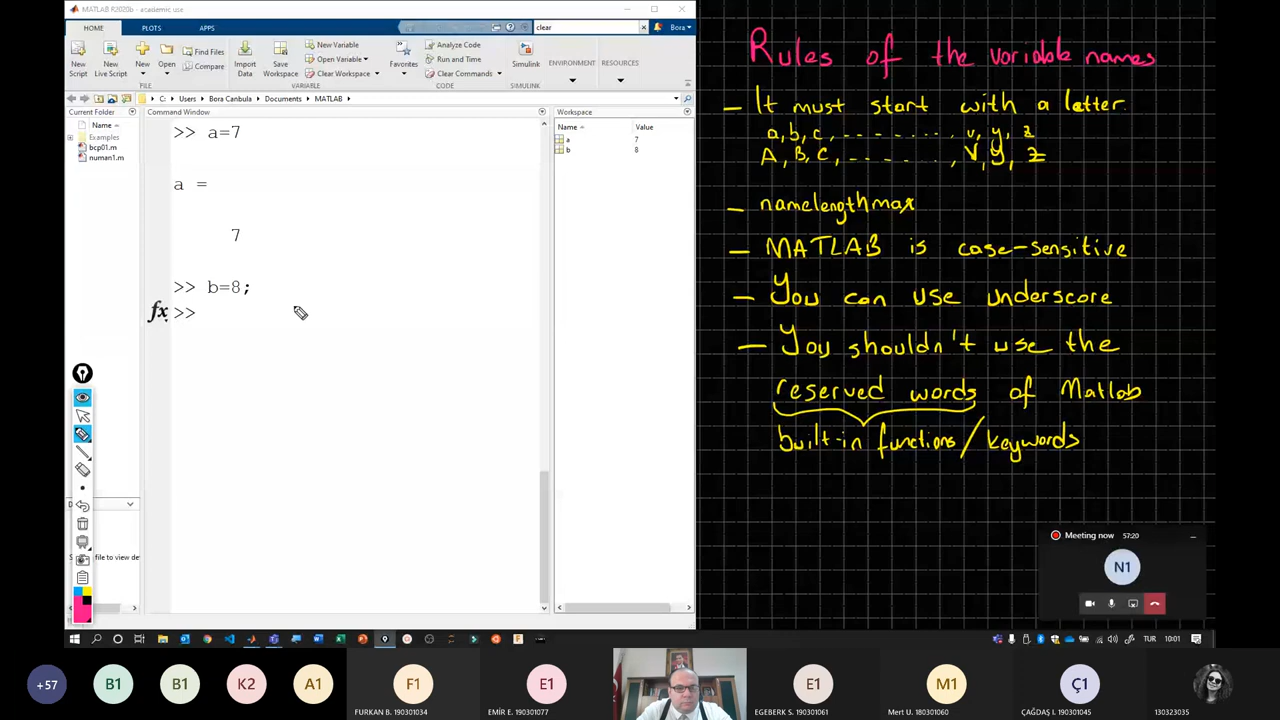 MATLAB R2020b - academic use
HOME
PLOTS
APPS
clear
Bora
New Script
New Live Script
New
Open
Find Files
Compare
Import Data
Save Workspace
New Variable
Open Variable
Clear Workspace
Favorites
Analyze Code
Run and Time
Clear Commands
Simulink
ENVIRONMENT
RESOURCES
FILE
VARIABLE
CODE
SIMULINK
C: Users Bora Canbula Documents MATLAB
Current Folder
Name
Examples
bcp01.m
numan1.m
Command Window
>> a=7
a =
7
>> b=8;
fx >>
Workspace
Name Value
a 7
b 8
Rules of the variable names
- It must start with a letter.
a, b, c, - - - - - - - - , v, y, z
A, B, C, - - - - - - - , V, Y, Z
- namelengthmax
- MATLAB is case-sensitive
- You can use underscore
- You shouldn't use the
reserved words of Matlab
built-in functions / keywords
Meeting now 57:20
N1
TUR 10:01
+57
B1
B1
K2
A1
F1
FURKAN B. 190301034
E1
EMİR E. 190301077
E1
EGEBERK S. 190301061
M1
Mert U. 180301060
Ç1
ÇAĞDAŞ I. 190301045
130323035